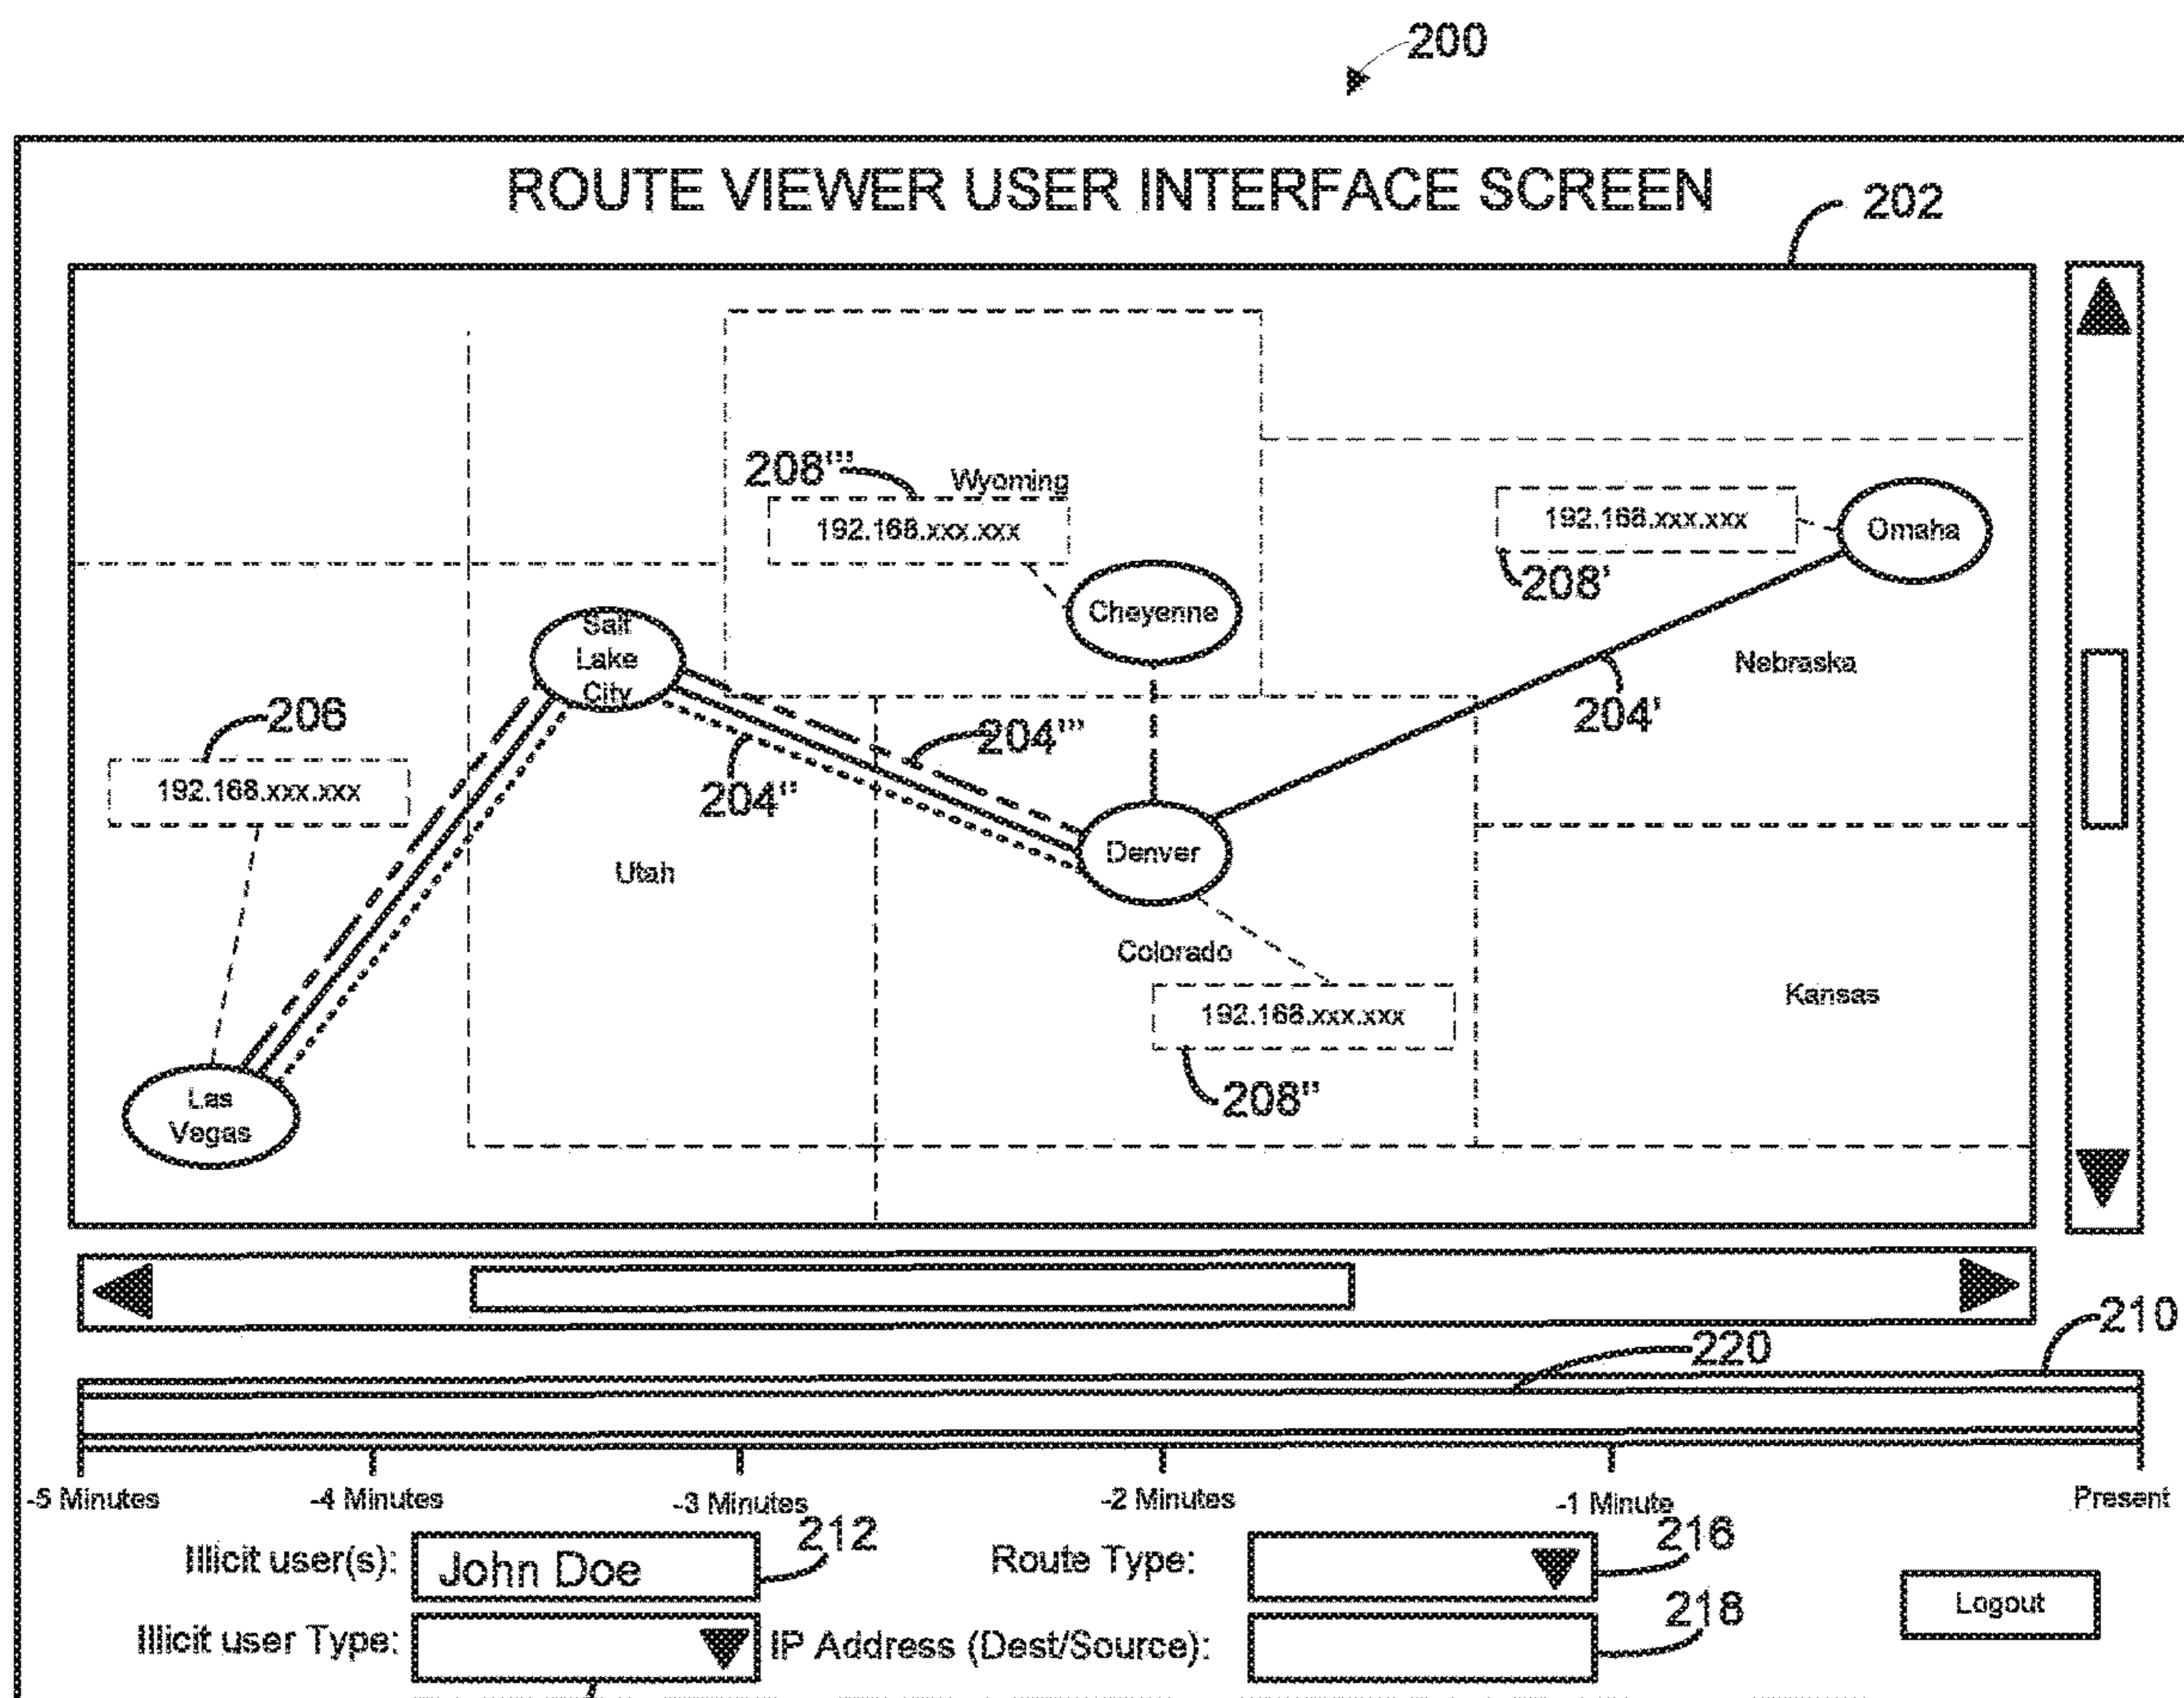 200
ROUTE VIEWER USER INTERFACE SCREEN
202
208'''
Wyoming
192.168.xxx.xxx
192.168.xxx.xxx
Omaha
208'
Cheyenne
Salt
Lake
City
Nebraska
206
204'
204'''
192.168.xxx.xxx
204''
Denver
Utah
Colorado
Kansas
192.168.xxx.xxx
208''
Las
Vegas
210
220
-5 Minutes
-4 Minutes
-3 Minutes
-2 Minutes
-1 Minute
Present
Illicit user(s):
John Doe
212
Route Type:
216
Logout
Illicit user Type:
IP Address (Dest/Source):
218